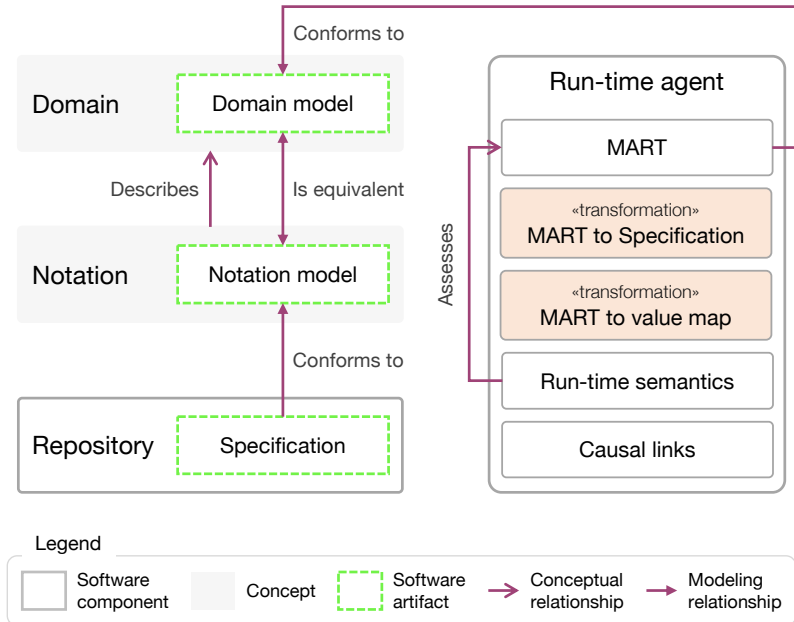 Conforms to
Domain
Domain model
Describes
Is equivalent
Notation
Notation model
Conforms to
Repository
Specification
Run-time agent
MART
«transformation»
MART to Specification
«transformation»
MART to value map
Run-time semantics
Causal links
Assesses
Legend
Software
component
Concept
Software
artifact
Conceptual
relationship
Modeling
relationship